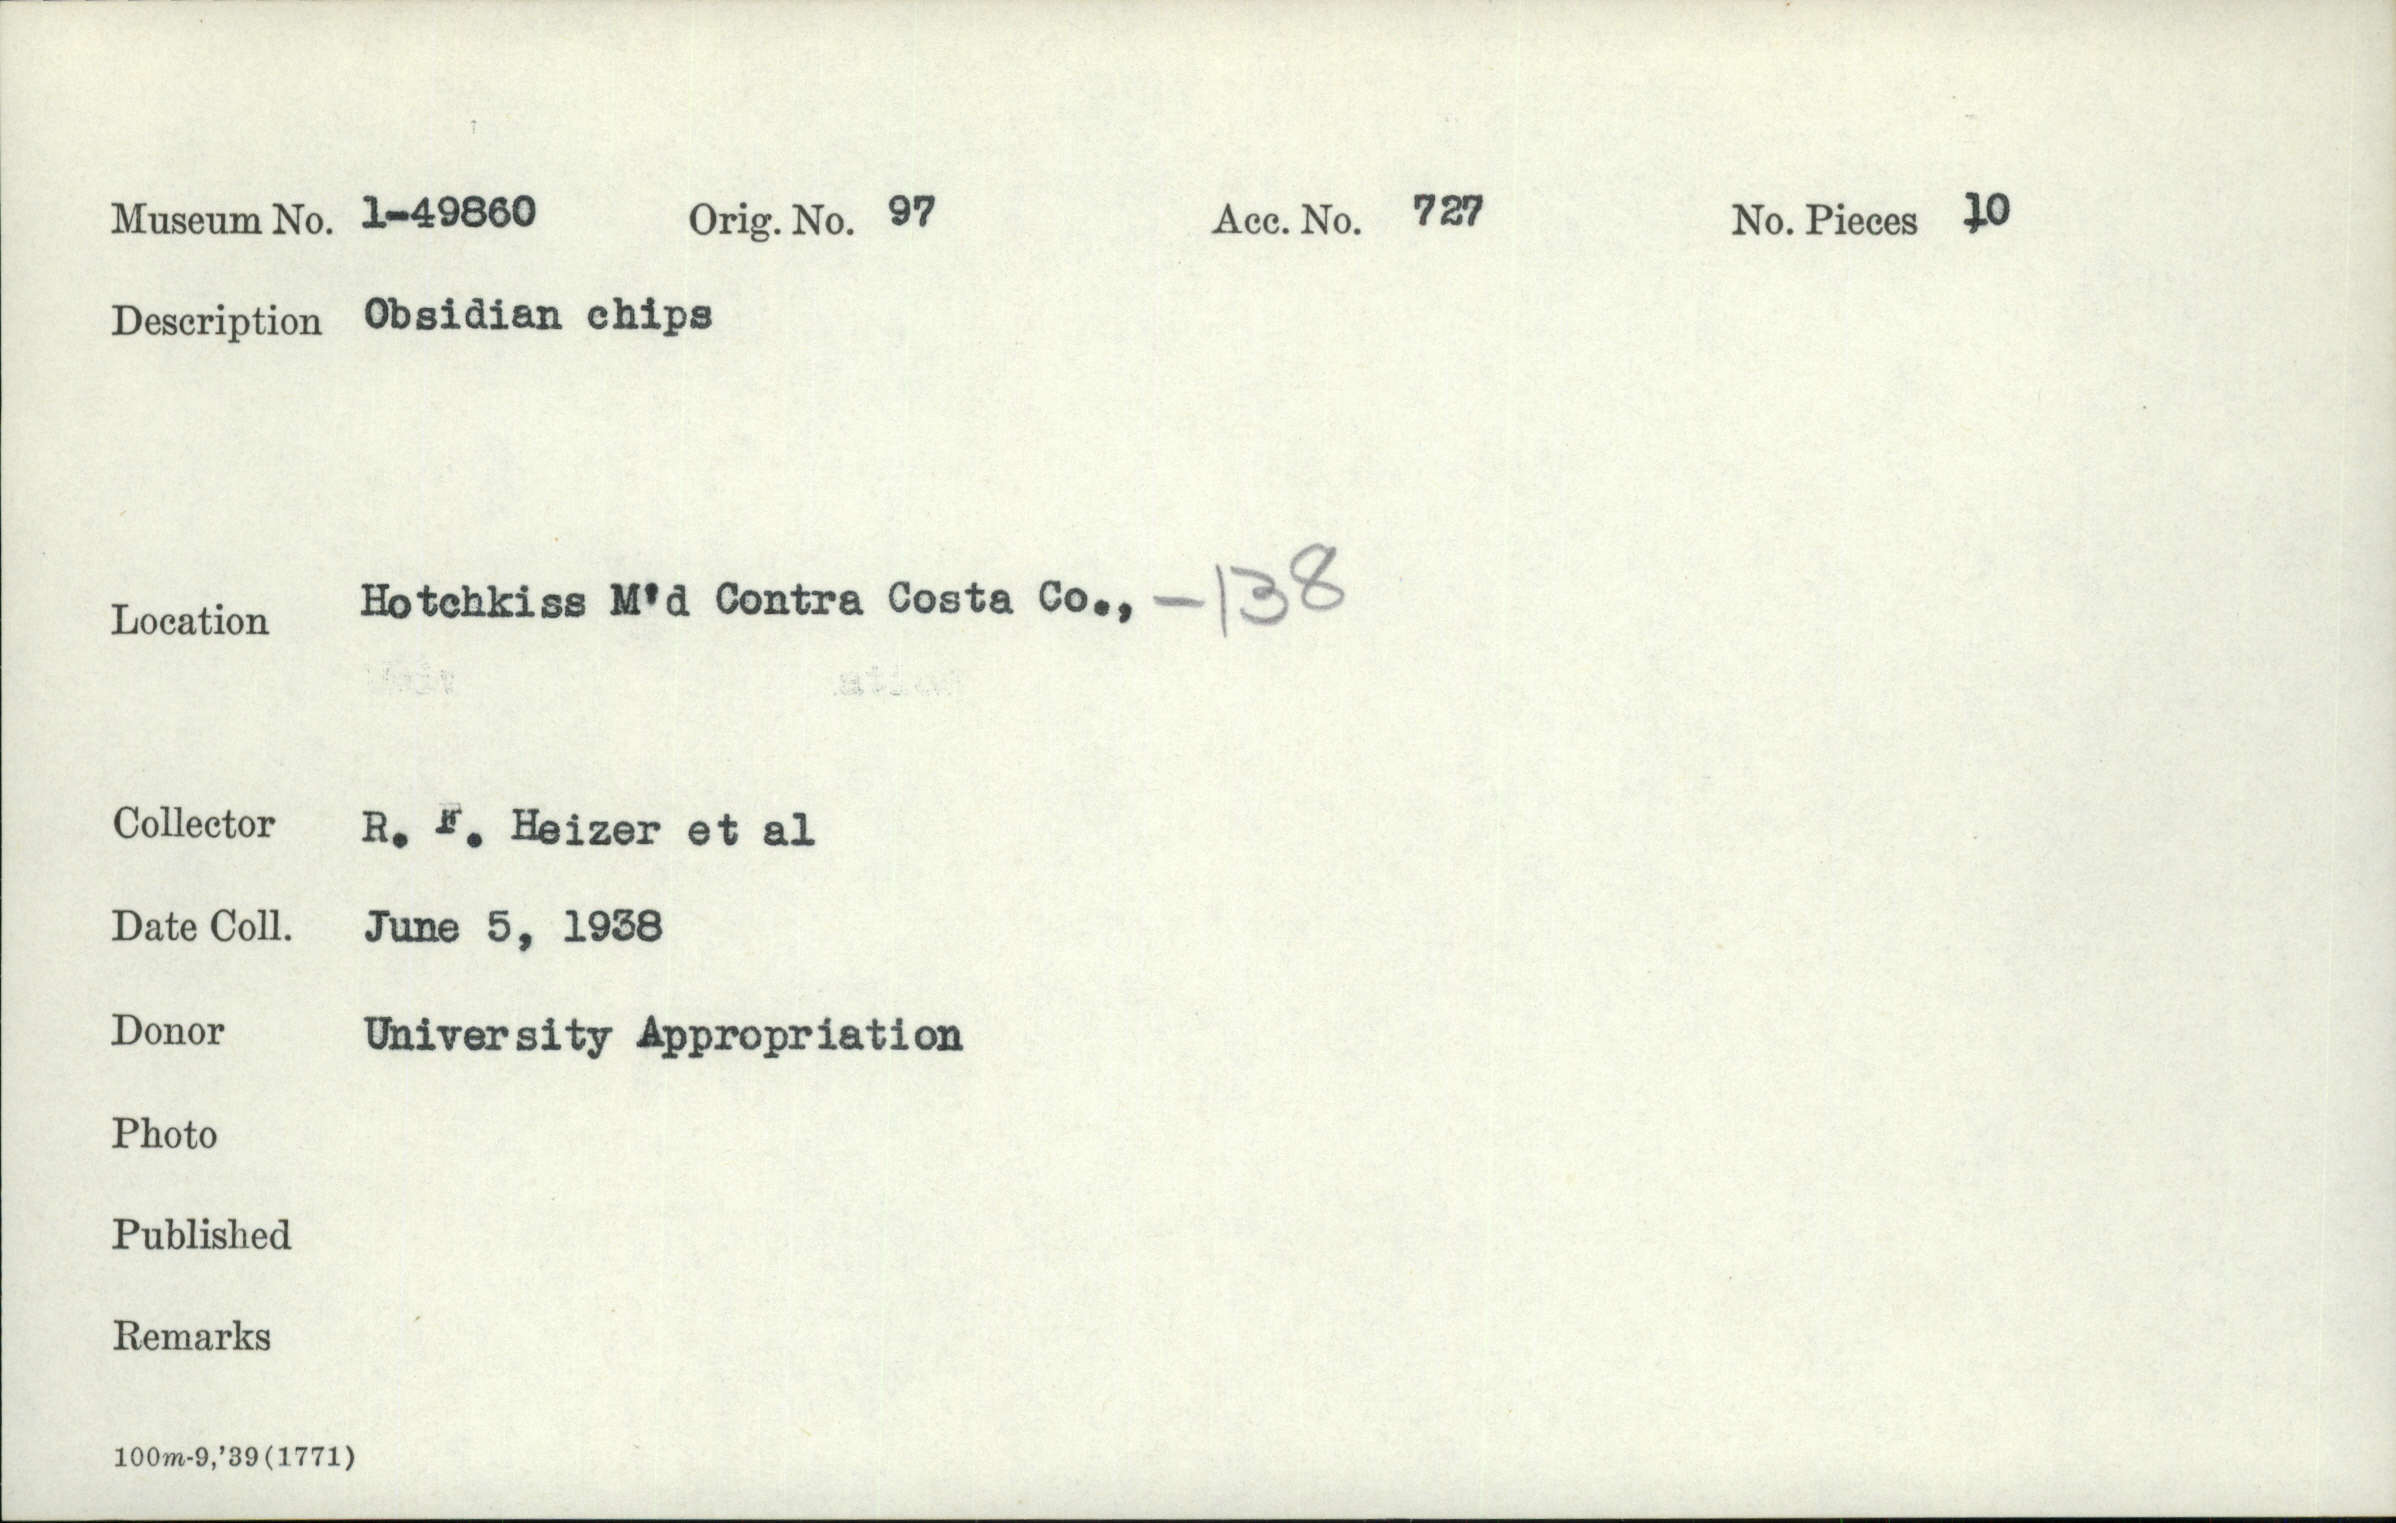 Museum No. 1-49860 Orig. No. 97 Acc. No. 727 No. Pieces 10
Description Obsidian chips
Location Hotchkiss M'd Contra Costa Co., -138
Collector R. F. Heizer et al
Date Coll. June 5, 1938
Donor University Appropriation
Photo
Published
Remarks
100m-9,'39(1771)